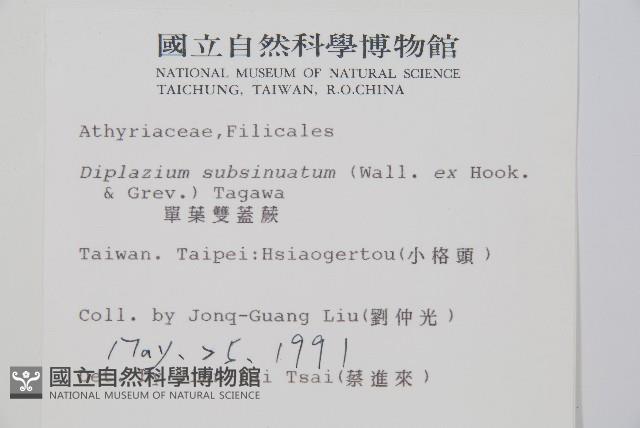 國立自然科學博物館
NATIONAL MUSEUM OF NATURAL SCIENCE
TAICHUNG, TAIWAN, R.O.CHINA
Athyriaceae,Filicales
Diplazium subsinuatum (Wall. ex Hook.
& Grev.) Tagawa
單葉雙蓋蕨
Taiwan. Taipei:Hsiaogertou(小格頭)
Coll. by Jonq-Guang Liu(劉仲光)
May. 25. 1991
Tsai(蔡進來)
國立自然科學博物館
NATIONAL MUSEUM OF NATURAL SCIENCE